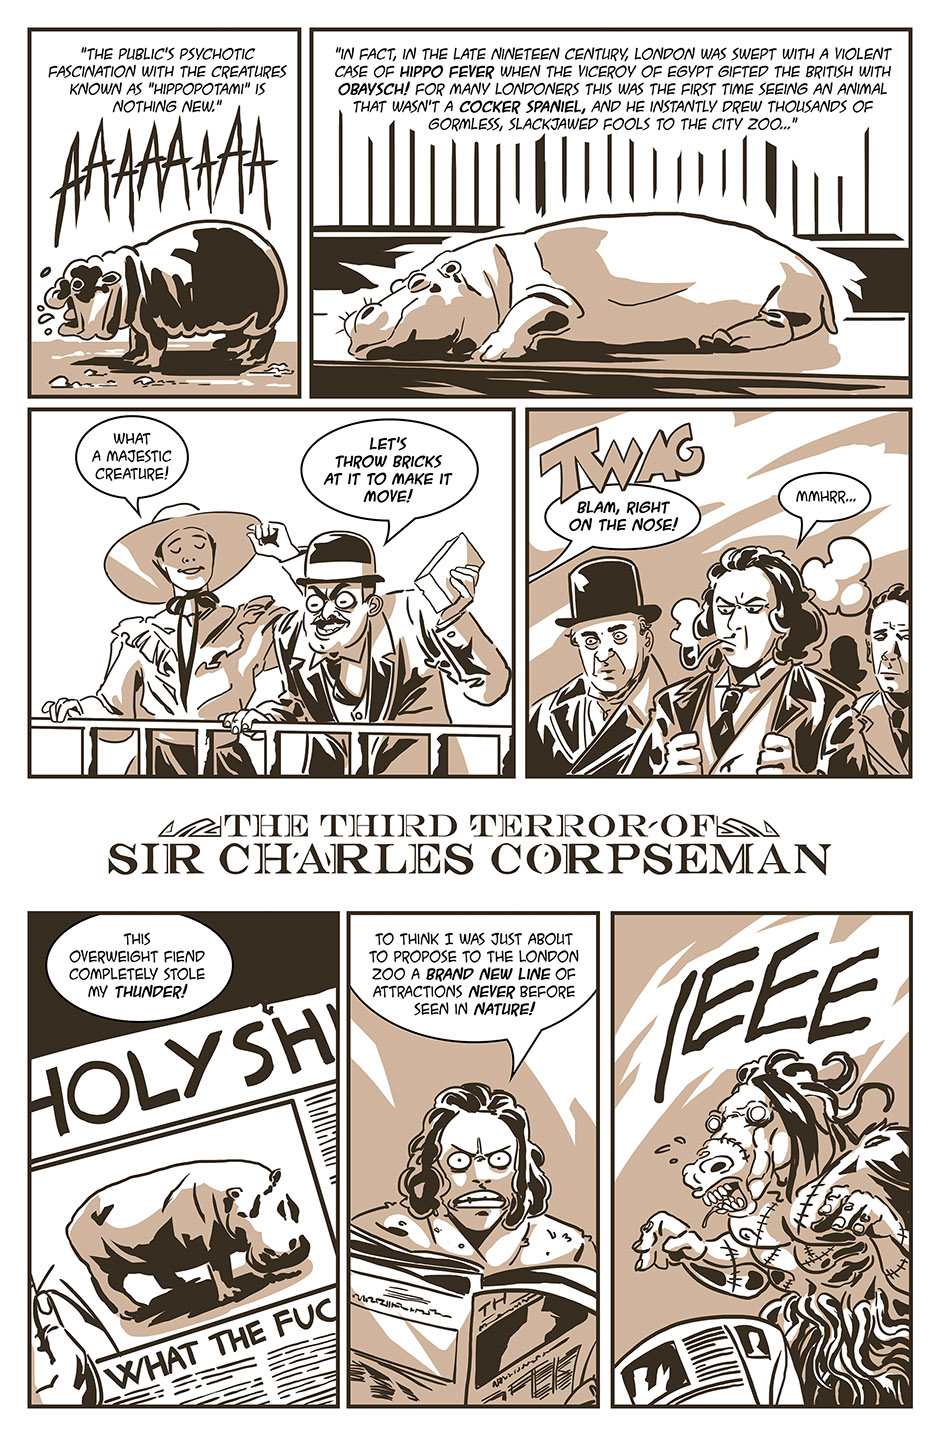 "THE PUBLIC'S PSYCHOTIC
FASCINATION WITH THE CREATURES
KNOWN AS "HIPPOPOTAMI" IS
NOTHING NEW."
AAAAAAAA
"IN FACT, IN THE LATE NINETEEN CENTURY, LONDON WAS SWEPT WITH A VIOLENT
CASE OF HIPPO FEVER WHEN THE VICEROY OF EGYPT GIFTED THE BRITISH WITH
OBAYSCH! FOR MANY LONDONERS THIS WAS THE FIRST TIME SEEING AN ANIMAL
THAT WASN'T A COCKER SPANIEL, AND HE INSTANTLY DREW THOUSANDS OF
GORMLESS, SLACKJAWED FOOLS TO THE CITY ZOO..."
WHAT
A MAJESTIC
CREATURE!
LET'S
THROW BRICKS
AT IT TO MAKE IT
MOVE!
TWAG
BLAM, RIGHT
ON THE NOSE!
MMHRR...
THE THIRD TERROR OF
SIR CHARLES CORPSEMAN
THIS
OVERWEIGHT FIEND
COMPLETELY STOLE
MY THUNDER!
HOLY SHI
WHAT THE FUC
TO THINK I WAS JUST ABOUT
TO PROPOSE TO THE LONDON
ZOO A BRAND NEW LINE OF
ATTRACTIONS NEVER BEFORE
SEEN IN NATURE!
TH
IEEE